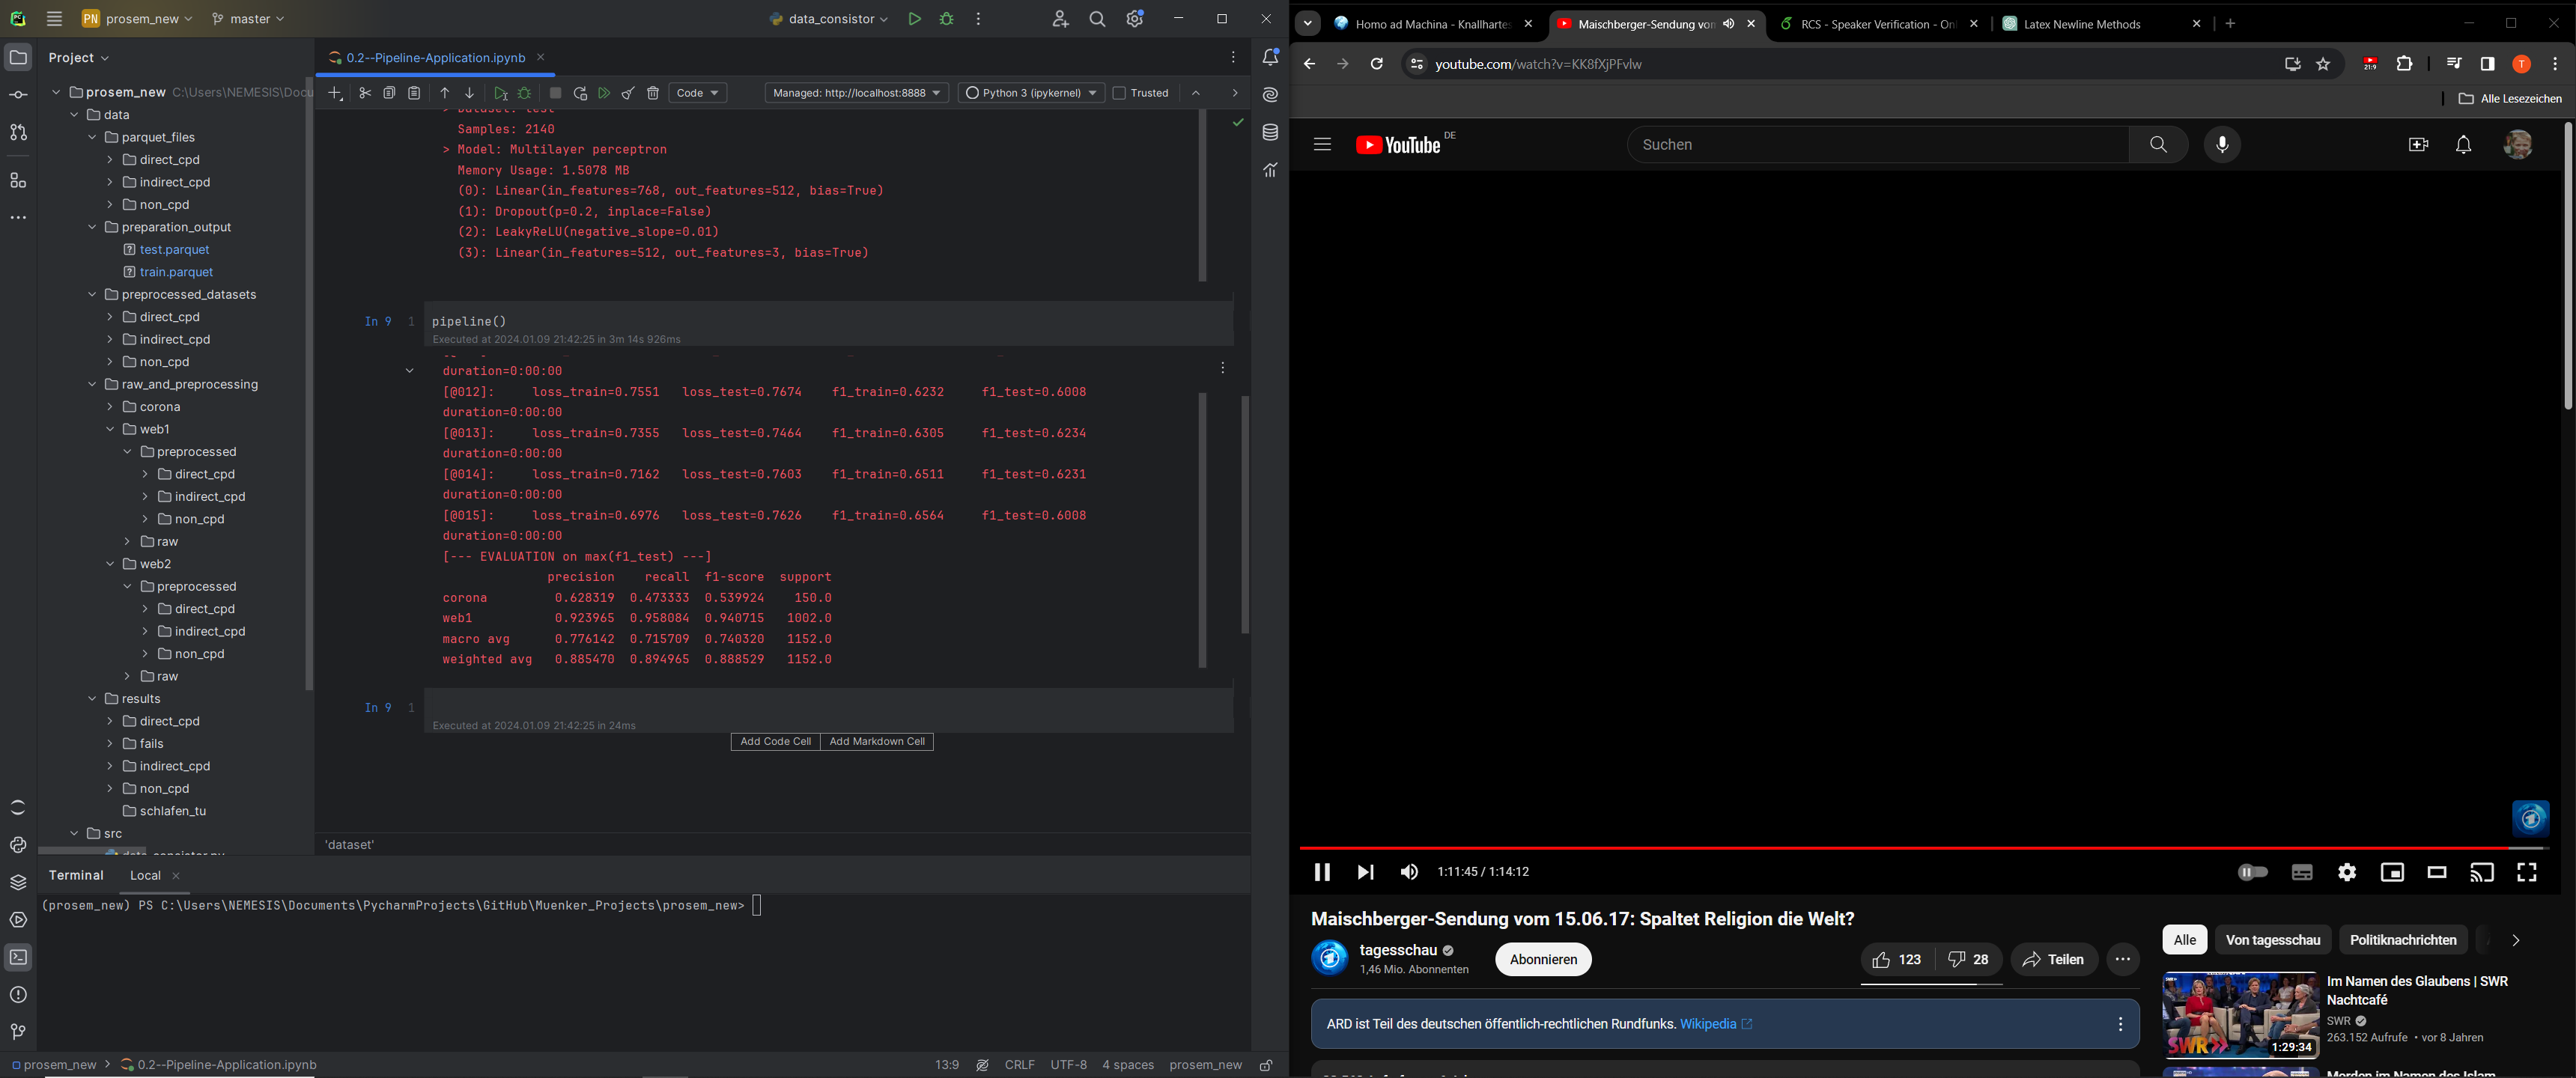 PN prosem_new
master
data_consistor
Project
prosem_new C:\Users\NEMESIS\Docu
data
parquet_files
direct_cpd
indirect_cpd
non_cpd
preparation_output
test.parquet
train.parquet
preprocessed_datasets
direct_cpd
indirect_cpd
non_cpd
raw_and_preprocessing
corona
web1
preprocessed
direct_cpd
indirect_cpd
non_cpd
raw
web2
preprocessed
direct_cpd
indirect_cpd
non_cpd
raw
results
direct_cpd
fails
indirect_cpd
non_cpd
schlafen_tu
src
data_consistor.py
0.2--Pipeline-Application.ipynb
Code
Managed: http://localhost:8888
Python 3 (ipykernel)
Trusted
> Dataset: test
Samples: 2140
> Model: Multilayer perceptron
Memory Usage: 1.5078 MB
(0): Linear(in_features=768, out_features=512, bias=True)
(1): Dropout(p=0.2, inplace=False)
(2): LeakyReLU(negative_slope=0.01)
(3): Linear(in_features=512, out_features=3, bias=True)
In 9 1 pipeline()
Executed at 2024.01.09 21:42:25 in 3m 14s 926ms
duration=0:00:00
[@012]: loss_train=0.7551 loss_test=0.7674 f1_train=0.6232 f1_test=0.6008
duration=0:00:00
[@013]: loss_train=0.7355 loss_test=0.7464 f1_train=0.6305 f1_test=0.6234
duration=0:00:00
[@014]: loss_train=0.7162 loss_test=0.7603 f1_train=0.6511 f1_test=0.6231
duration=0:00:00
[@015]: loss_train=0.6976 loss_test=0.7626 f1_train=0.6564 f1_test=0.6008
duration=0:00:00
[--- EVALUATION on max(f1_test) ---]
precision recall f1-score support
corona 0.628319 0.473333 0.539924 150.0
web1 0.923965 0.958084 0.940715 1002.0
macro avg 0.776142 0.715709 0.740320 1152.0
weighted avg 0.885470 0.894965 0.888529 1152.0
In 9 1
Executed at 2024.01.09 21:42:25 in 24ms
Add Code Cell Add Markdown Cell
'dataset'
Terminal Local
(prosem_new) PS C:\Users\NEMESIS\Documents\PycharmProjects\GitHub\Muenker_Projects\prosem_new>
prosem_new > 0.2--Pipeline-Application.ipynb
13:9 CRLF UTF-8 4 spaces prosem_new
Homo ad Machina - Knallhartes
Maischberger-Sendung vom
RCS - Speaker Verification - Onl
Latex Newline Methods
youtube.com/watch?v=KK8fXjPFvlw
21:9
T
Alle Lesezeichen
YouTube DE
Suchen
1:11:45 / 1:14:12
Maischberger-Sendung vom 15.06.17: Spaltet Religion die Welt?
tagesschau
1,46 Mio. Abonnenten
Abonnieren
123
28
Teilen
ARD ist Teil des deutschen öffentlich-rechtlichen Rundfunks. Wikipedia
Alle
Von tagesschau
Politiknachrichten
Im Namen des Glaubens | SWR
Nachtcafé
SWR
263.152 Aufrufe • vor 8 Jahren
SWR»
1:29:34
Morden im Namen des Islam